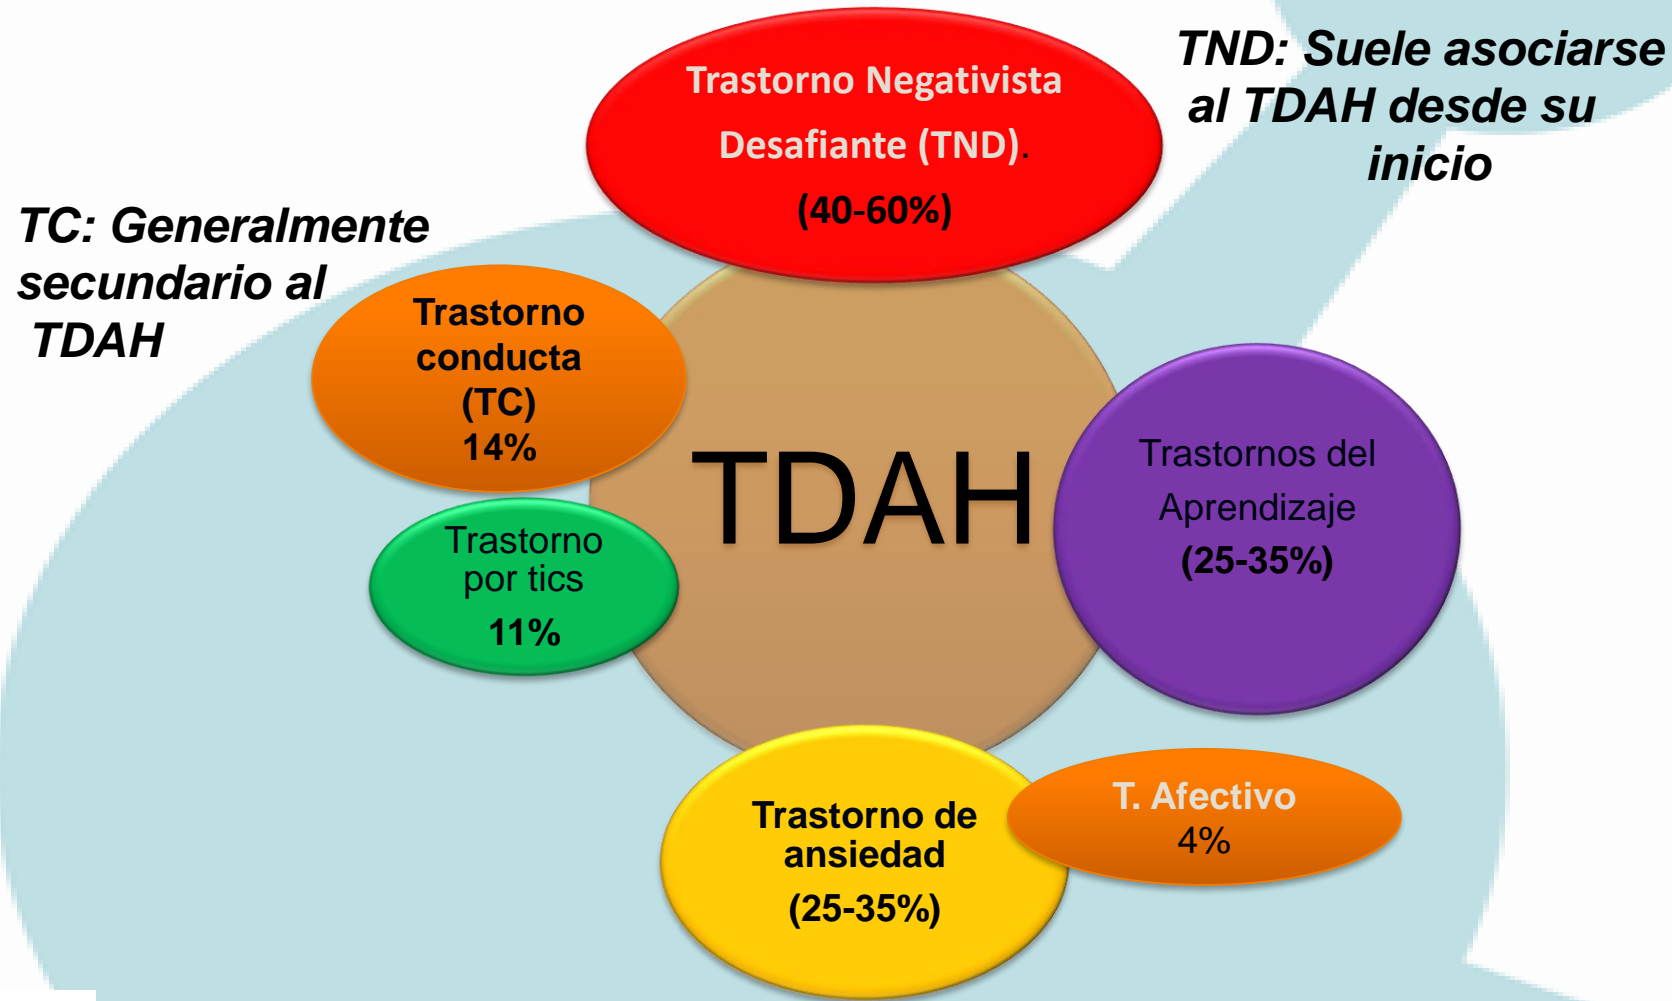 Trastorno Negativista
Desafiante (TND).
(40-60%)
TND: Suele asociarse
al TDAH desde su
inicio
TC: Generalmente
secundario al
TDAH
Trastorno
conducta
(TC)
14%
TDAH
Trastornos del
Aprendizaje
(25-35%)
Trastorno
por tics
11%
Trastorno de
ansiedad
(25-35%)
T. Afectivo
4%